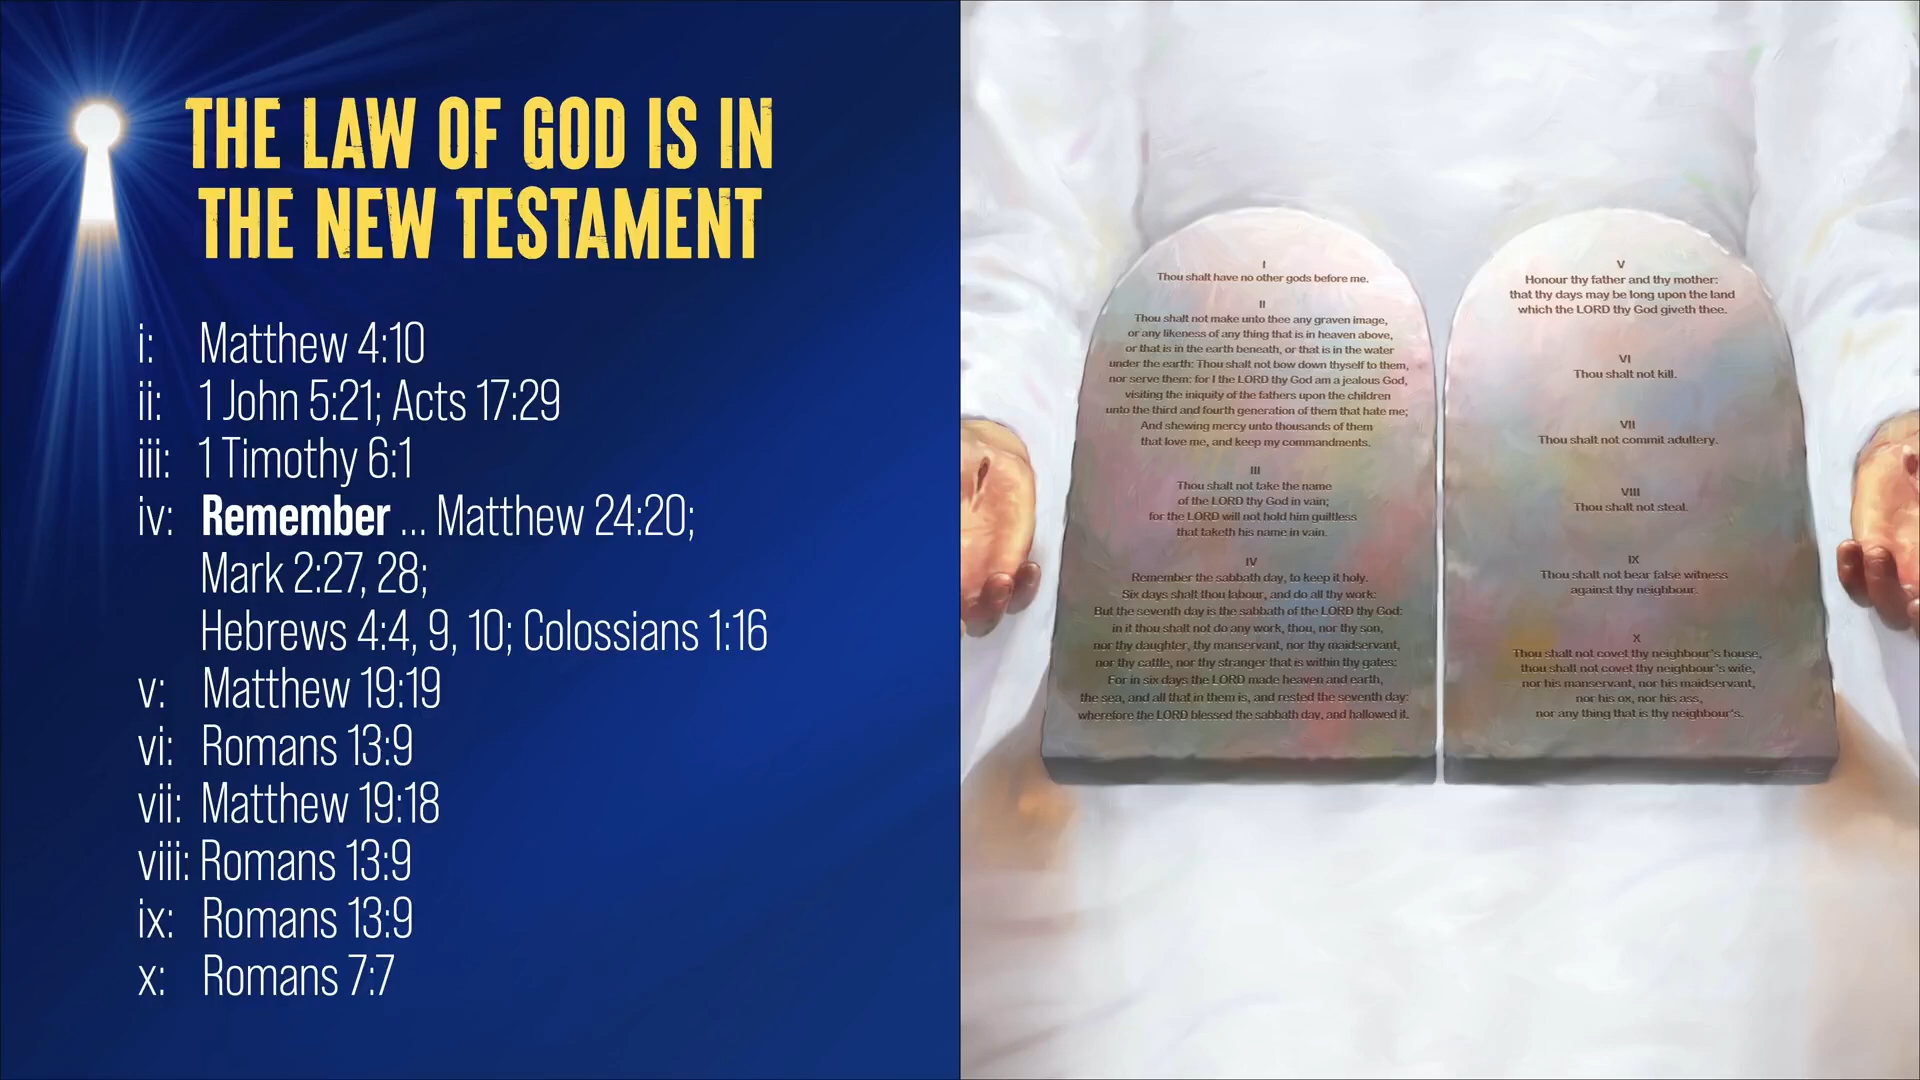 THE LAW OF GOD IS IN
THE NEW TESTAMENT
i: Matthew 4:10
ii: 1 John 5:21; Acts 17:29
iii: 1 Timothy 6:1
iv: Remember ... Matthew 24:20;
Mark 2:27, 28;
Hebrews 4:4, 9, 10; Colossians 1:16
v: Matthew 19:19
vi: Romans 13:9
vii: Matthew 19:18
viii: Romans 13:9
ix: Romans 13:9
x: Romans 7:7
I
Thou shalt have no other gods before me.
II
Thou shalt not make unto thee any graven image,
or any likeness of any thing that is in heaven above,
or that is in the earth beneath, or that is in the water
under the earth: Thou shalt not bow down thyself to them,
nor serve them: for I the LORD thy God am a jealous God,
visiting the iniquity of the fathers upon the children
unto the third and fourth generation of them that hate me;
And shewing mercy unto thousands of them
that love me, and keep my commandments.
III
Thou shalt not take the name
of the LORD thy God in vain;
for the LORD will not hold him guiltless
that taketh his name in vain.
IV
Remember the sabbath day, to keep it holy.
Six days shalt thou labour, and do all thy work:
But the seventh day is the sabbath of the LORD thy God:
in it thou shalt not do any work, thou, nor thy son,
nor thy daughter, thy manservant, nor thy maidservant,
nor thy cattle, nor thy stranger that is within thy gates:
For in six days the LORD made heaven and earth,
the sea, and all that in them is, and rested the seventh day:
wherefore the LORD blessed the sabbath day, and hallowed it.
V
Honour thy father and thy mother:
that thy days may be long upon the land
which the LORD thy God giveth thee.
VI
Thou shalt not kill.
VII
Thou shalt not commit adultery.
VIII
Thou shalt not steal.
IX
Thou shalt not bear false witness
against thy neighbour.
X
Thou shalt not covet thy neighbour's house,
thou shalt not covet thy neighbour's wife,
nor his manservant, nor his maidservant,
nor his ox, nor his ass,
nor any thing that is thy neighbour's.